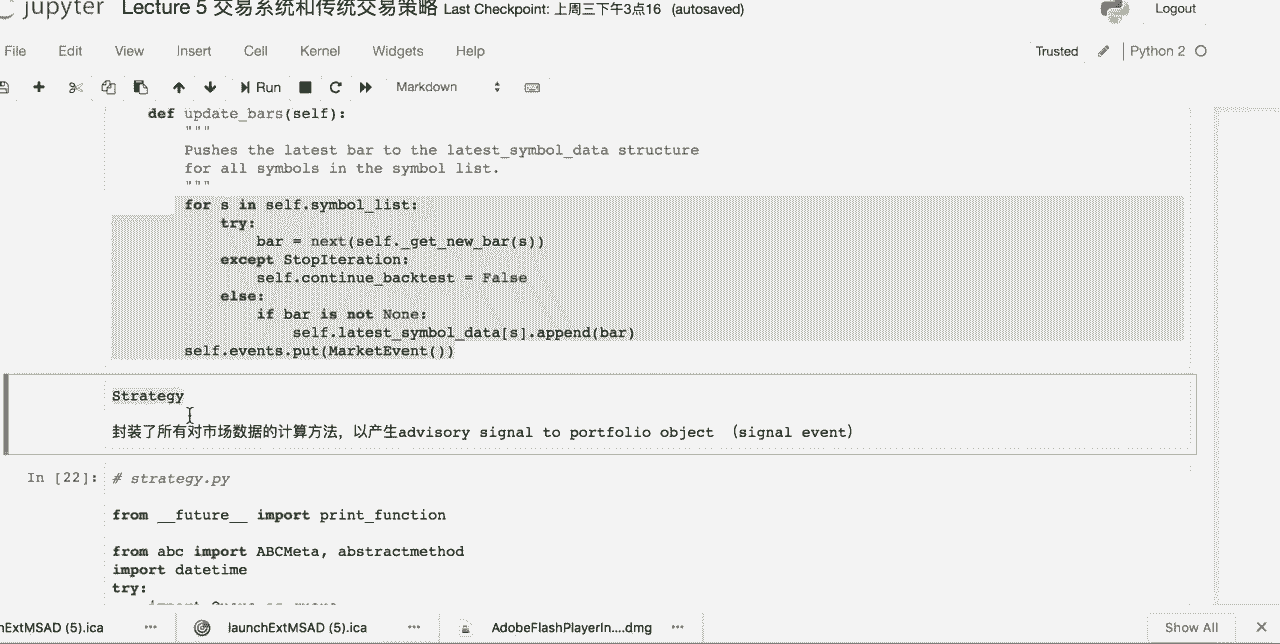 jupyter Lecture 5 交易系统和传统交易策略 Last Checkpoint: 上周三下午3点16 (autosaved) Logout
File Edit View Insert Cell Kernel Widgets Help Trusted Python 2
Run Markdown
def update_bars(self):
"""
Pushes the latest bar to the latest_symbol_data structure
for all symbols in the symbol list.
"""
for s in self.symbol_list:
try:
bar = next(self._get_new_bar(s))
except StopIteration:
self.continue_backtest = False
else:
if bar is not None:
self.latest_symbol_data[s].append(bar)
self.events.put(MarketEvent())
Strategy
封装了所有对市场数据的计算方法，以产生advisory signal to portfolio object （signal event）
In [22]: # strategy.py
from __future__ import print_function
from abc import ABCMeta, abstractmethod
import datetime
try:
nExtMSAD (5).ica launchExtMSAD (5).ica AdobeFlashPlayerIn....dmg Show All